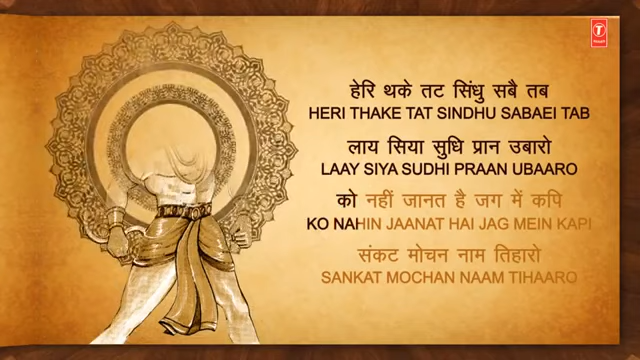 हेरि थके तट सिंधु सबै तब
HERI THAKE TAT SINDHU SABAEI TAB
लाय सिया सुधि प्रान उबारो
LAAY SIYA SUDHI PRAAN UBAARO
को नहीं जानत है जग में कपि
KO NAHIN JAANAT HAI JAG MEIN KAPI
संकट मोचन नाम तिहारो
SANKAT MOCHAN NAAM TIHAARO